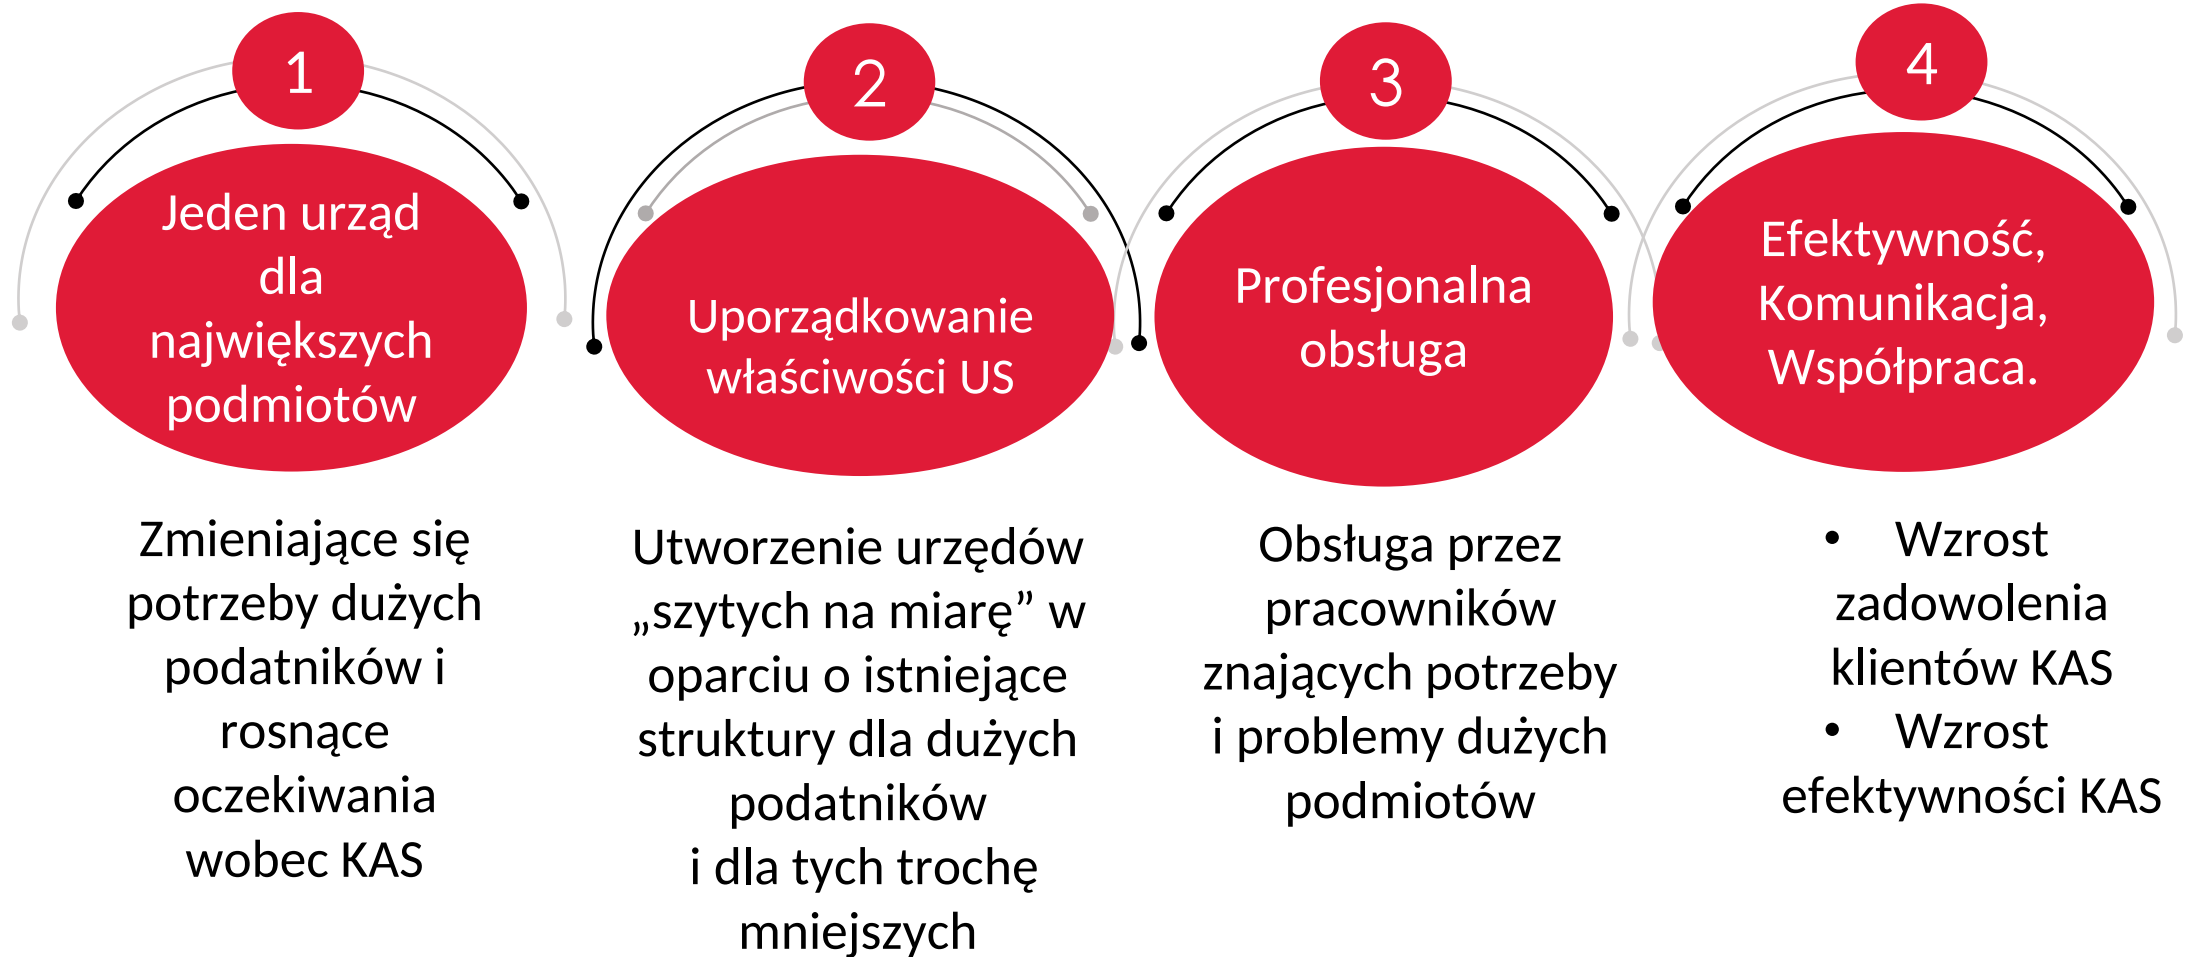 1
Jeden urząd
dla
największych
podmiotów
Zmieniające się
potrzeby dużych
podatników i
rosnące
oczekiwania
wobec KAS
2
Uporządkowanie
właściwości US
Utworzenie urzędów
„szytych na miarę” w
oparciu o istniejące
struktury dla dużych
podatników
i dla tych trochę
mniejszych
3
Profesjonalna
obsługa
Obsługa przez
pracowników
znających potrzeby
i problemy dużych
podmiotów
4
Efektywność,
Komunikacja,
Współpraca.
• Wzrost
zadowolenia
klientów KAS
• Wzrost
efektywności KAS